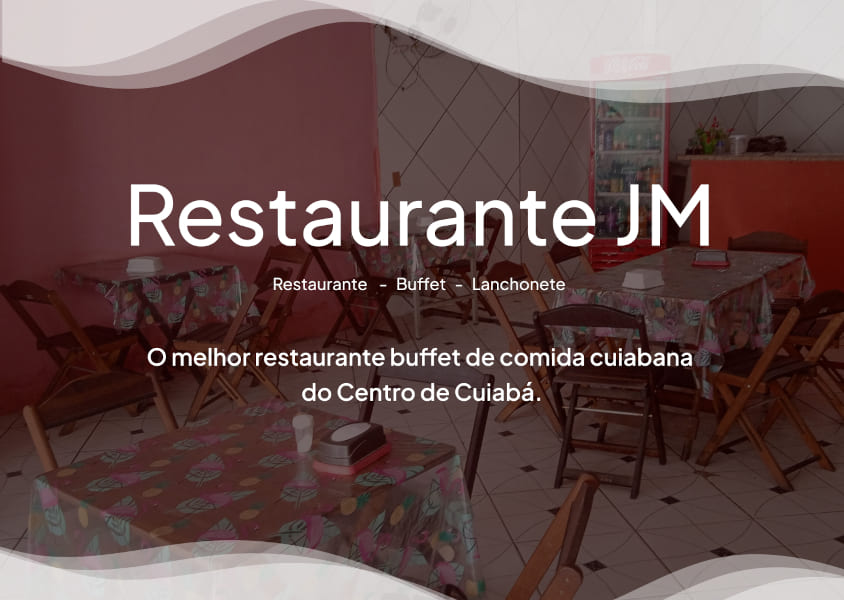 Restaurante JM
Restaurante - Buffet - Lanchonete
O melhor restaurante buffet de comida cuiabana
do Centro de Cuiabá.